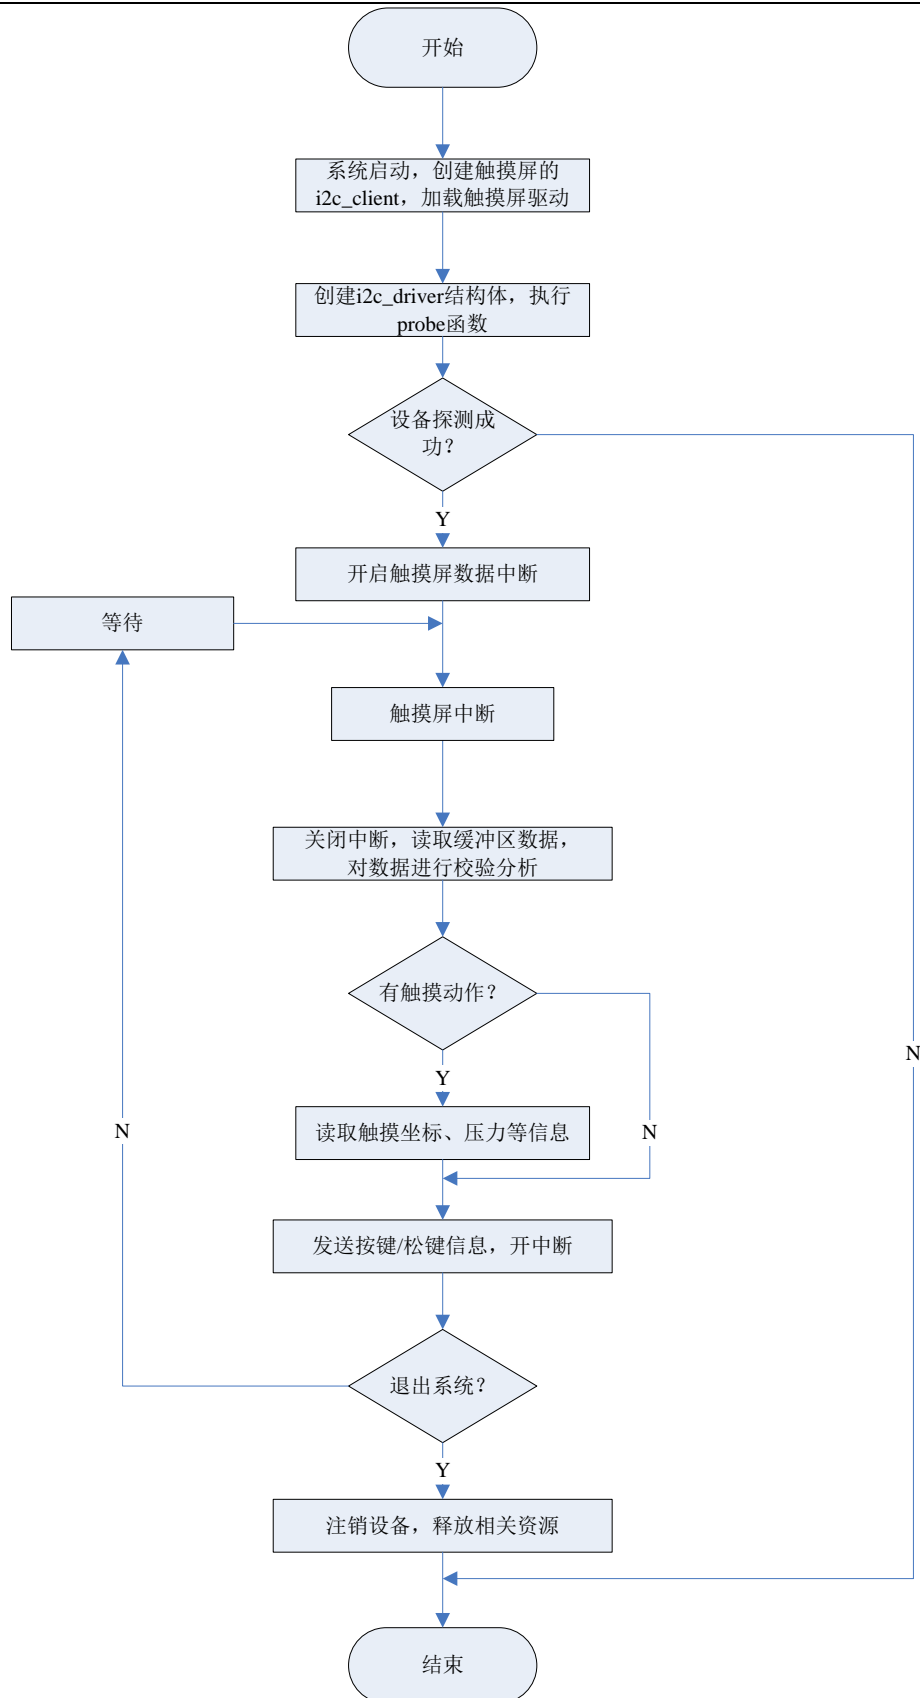 开始
系统启动，创建触摸屏的
i2c_client，加载触摸屏驱动
创建i2c_driver结构体，执行
probe函数
设备探测成
功？
Y
开启触摸屏数据中断
等待
触摸屏中断
关闭中断，读取缓冲区数据，
对数据进行校验分析
有触摸动作？
N
Y
读取触摸坐标、压力等信息
N
N
发送按键/松键信息，开中断
退出系统？
Y
注销设备，释放相关资源
结束